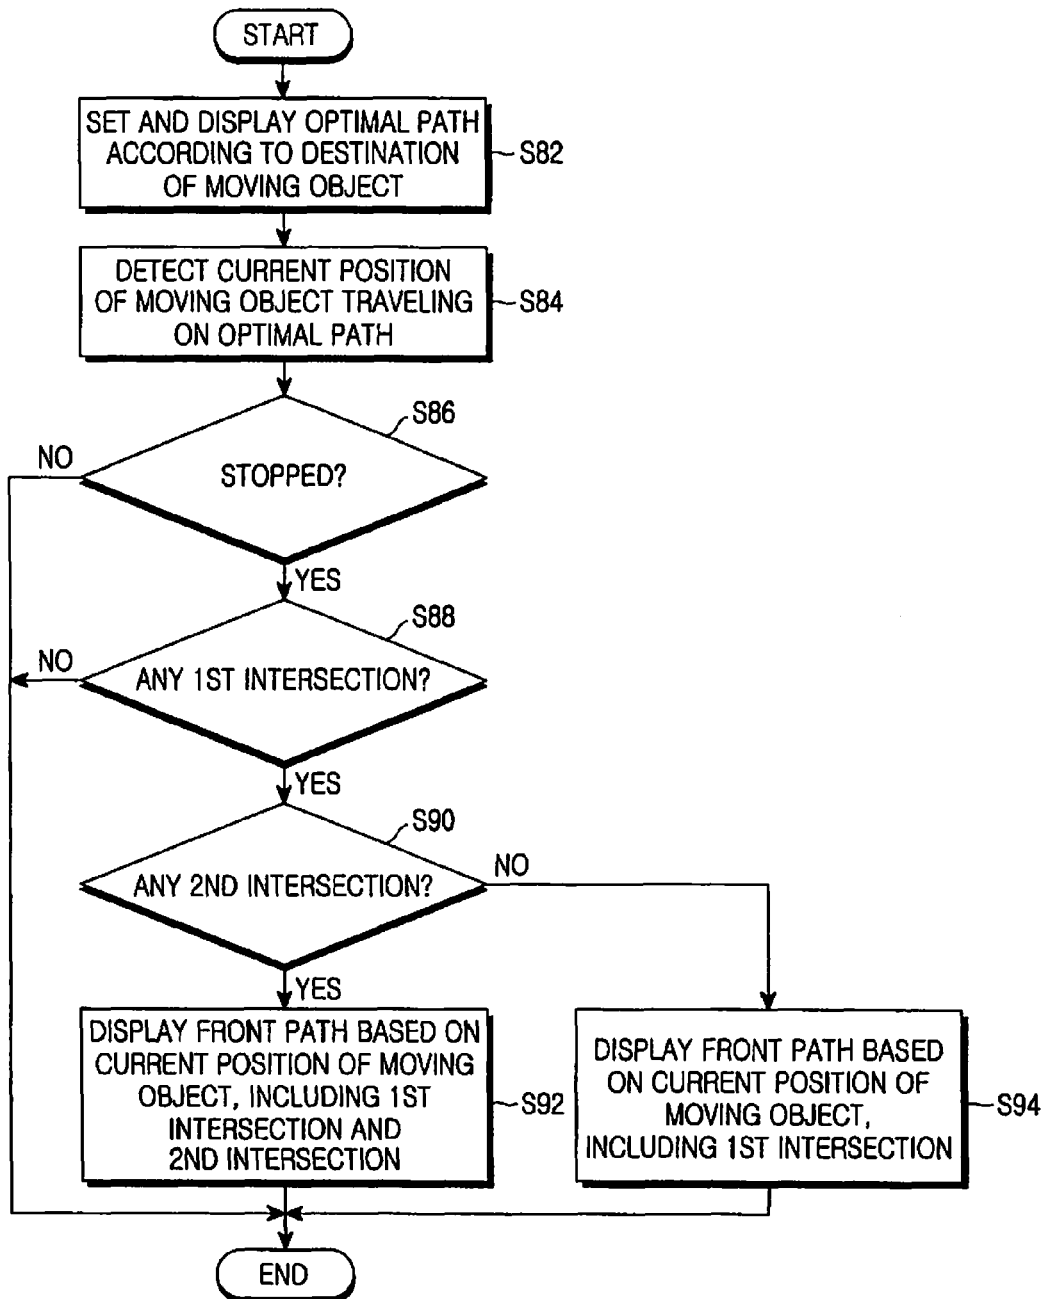 START
SET AND DISPLAY OPTIMAL PATH
ACCORDING TO DESTINATION
OF MOVING OBJECT
S82
DETECT CURRENT POSITION
OF MOVING OBJECT TRAVELING
ON OPTIMAL PATH
S84
S86
NO
STOPPED?
YES
S88
NO
ANY 1ST INTERSECTION?
YES
S90
ANY 2ND INTERSECTION?
NO
YES
DISPLAY FRONT PATH BASED ON
CURRENT POSITION OF MOVING
OBJECT, INCLUDING 1ST
INTERSECTION AND
2ND INTERSECTION
S92
DISPLAY FRONT PATH BASED
ON CURRENT POSITION OF
MOVING OBJECT,
INCLUDING 1ST INTERSECTION
S94
END